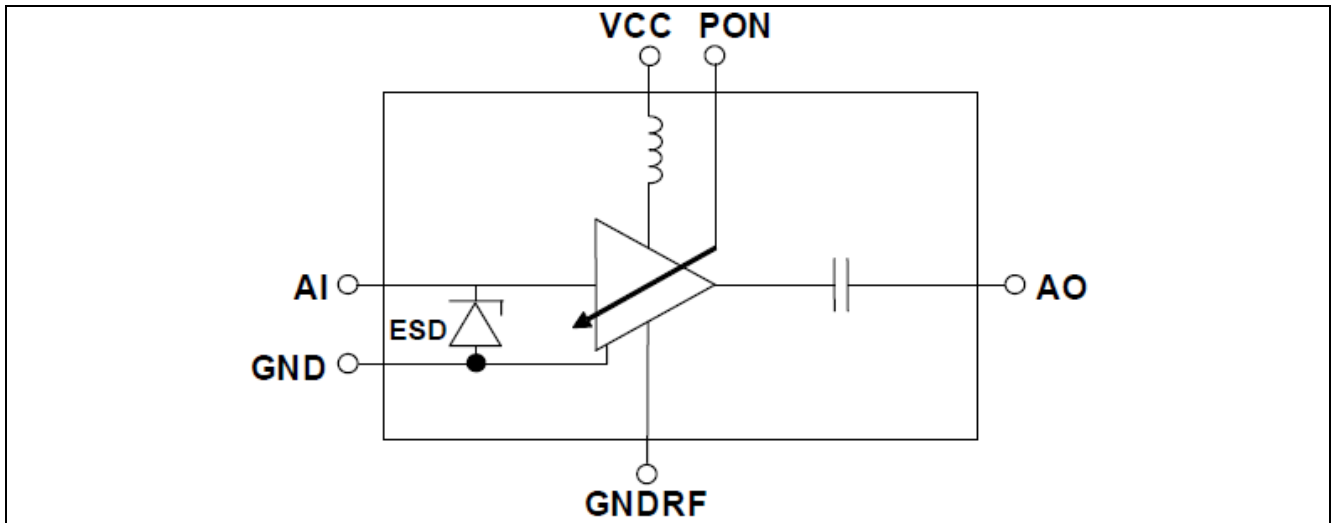 VCC PON
AI
ESD
GND
AO
GNDRF